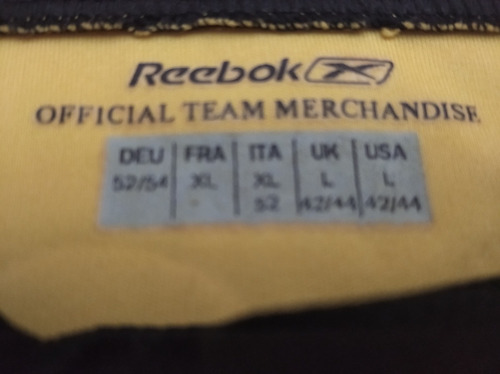 Reebok
OFFICIAL TEAM MERCHANDISE
DEU FRA ITA UK USA
52/54 XL XL L L
52 42/44 42/44